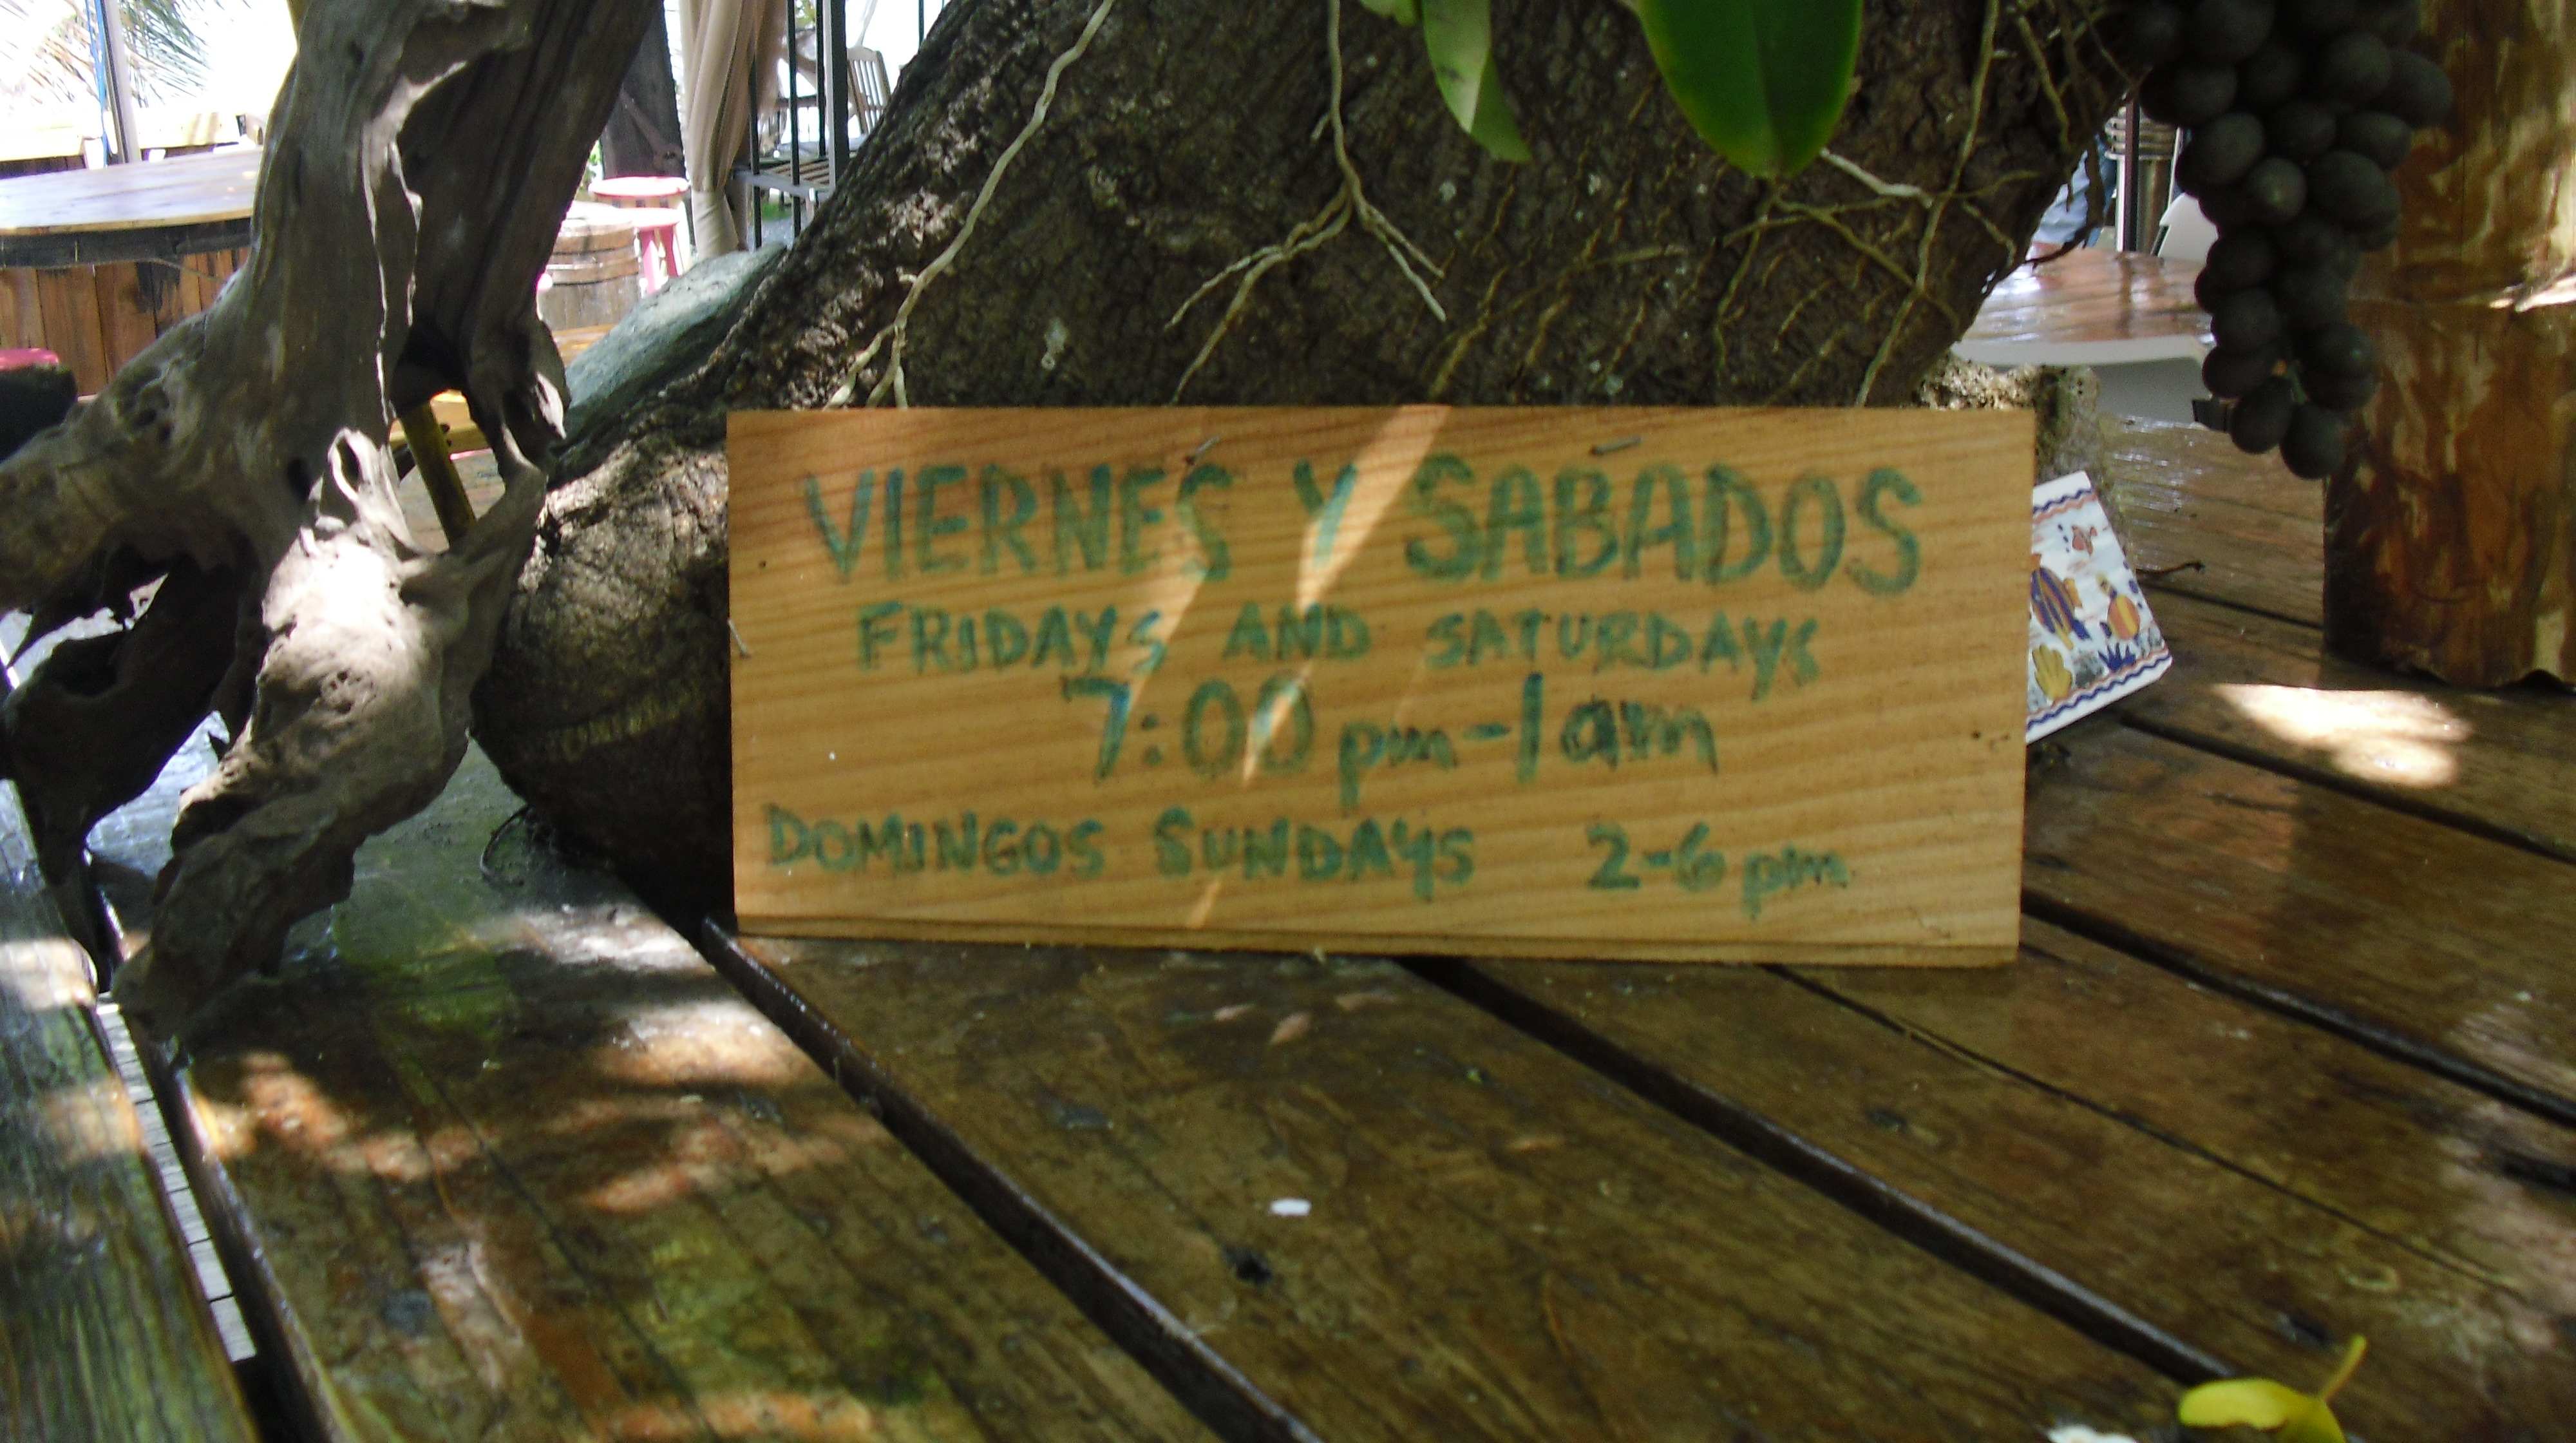 VIERNES Y SABADOS
FRIDAYS AND SATURDAYS
7:00 pm-1am
DOMINGOS SUNDAYS 2-6 pm